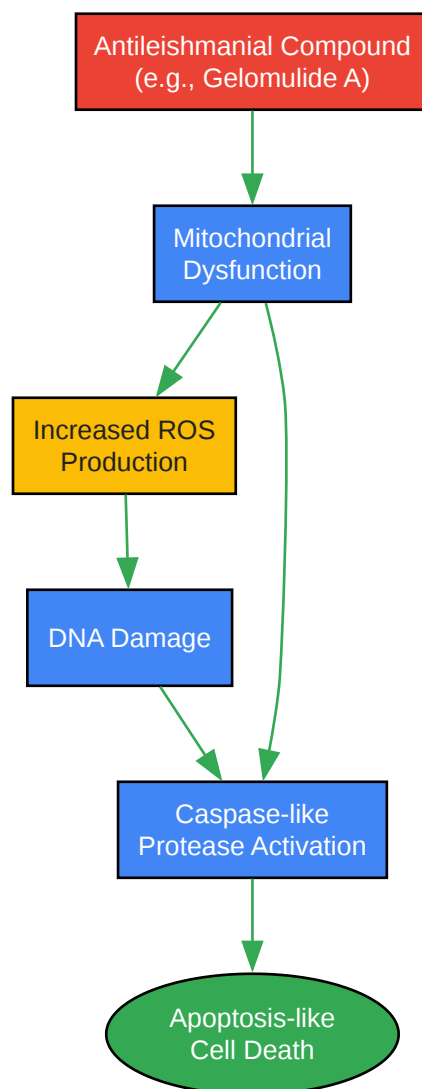 Antileishmanial Compound
(e.g., Gelomulide A)
Mitochondrial
Dysfunction
Increased ROS
Production
DNA Damage
Caspase-like
Protease Activation
Apoptosis-like
Cell Death